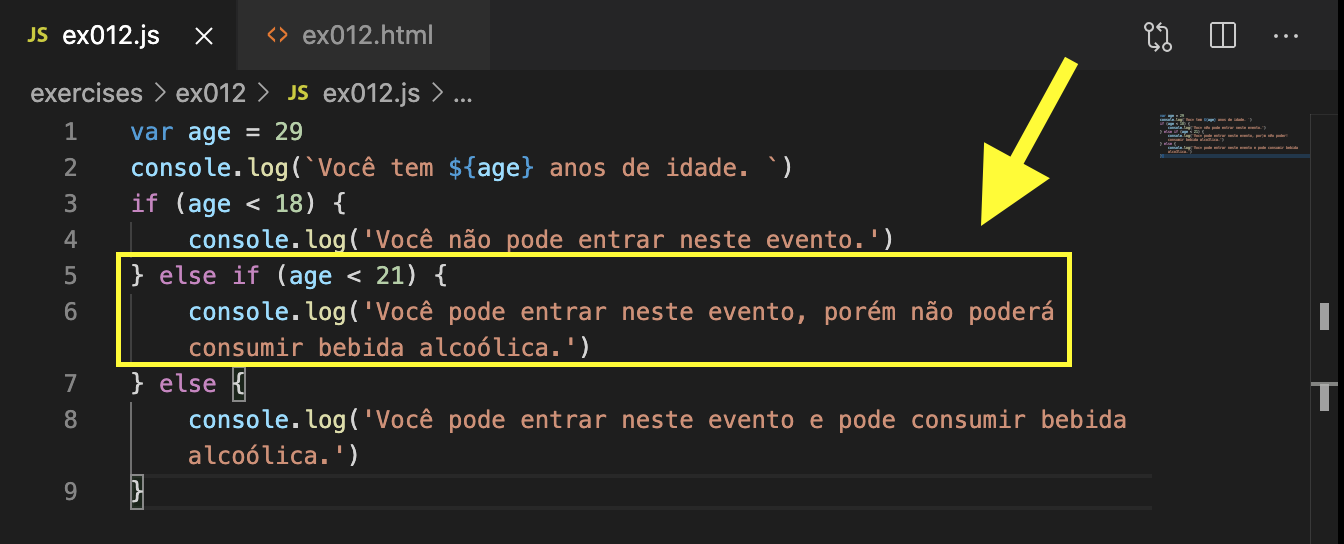 JS ex012.js × <> ex012.html
exercises > ex012 > JS ex012.js > ...
1 var age = 29
2 console.log(`Você tem ${age} anos de idade. `)
3 if (age < 18) {
4 console.log('Você não pode entrar neste evento.')
5 } else if (age < 21) {
6 console.log('Você pode entrar neste evento, porém não poderá
consumir bebida alcoólica.')
7 } else {
8 console.log('Você pode entrar neste evento e pode consumir bebida
alcoólica.')
9 }